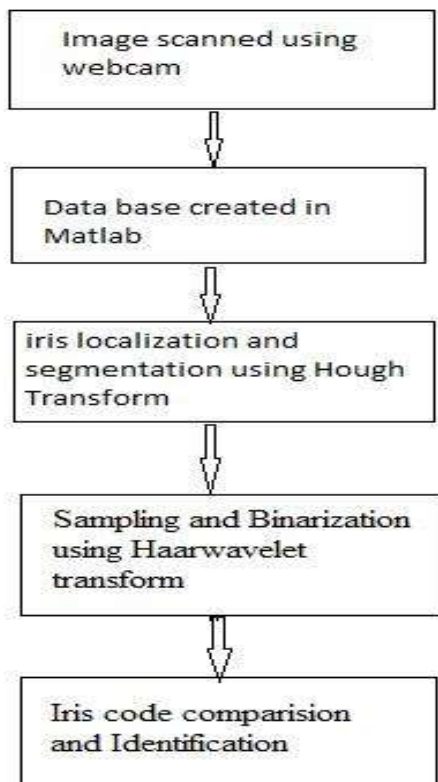 Image scanned using
webcam
Data base created in
Matlab
iris localization and
segmentation using Hough
Transform
Sampling and Binarization
using Haarwavelet
transform
Iris code comparision
and Identification